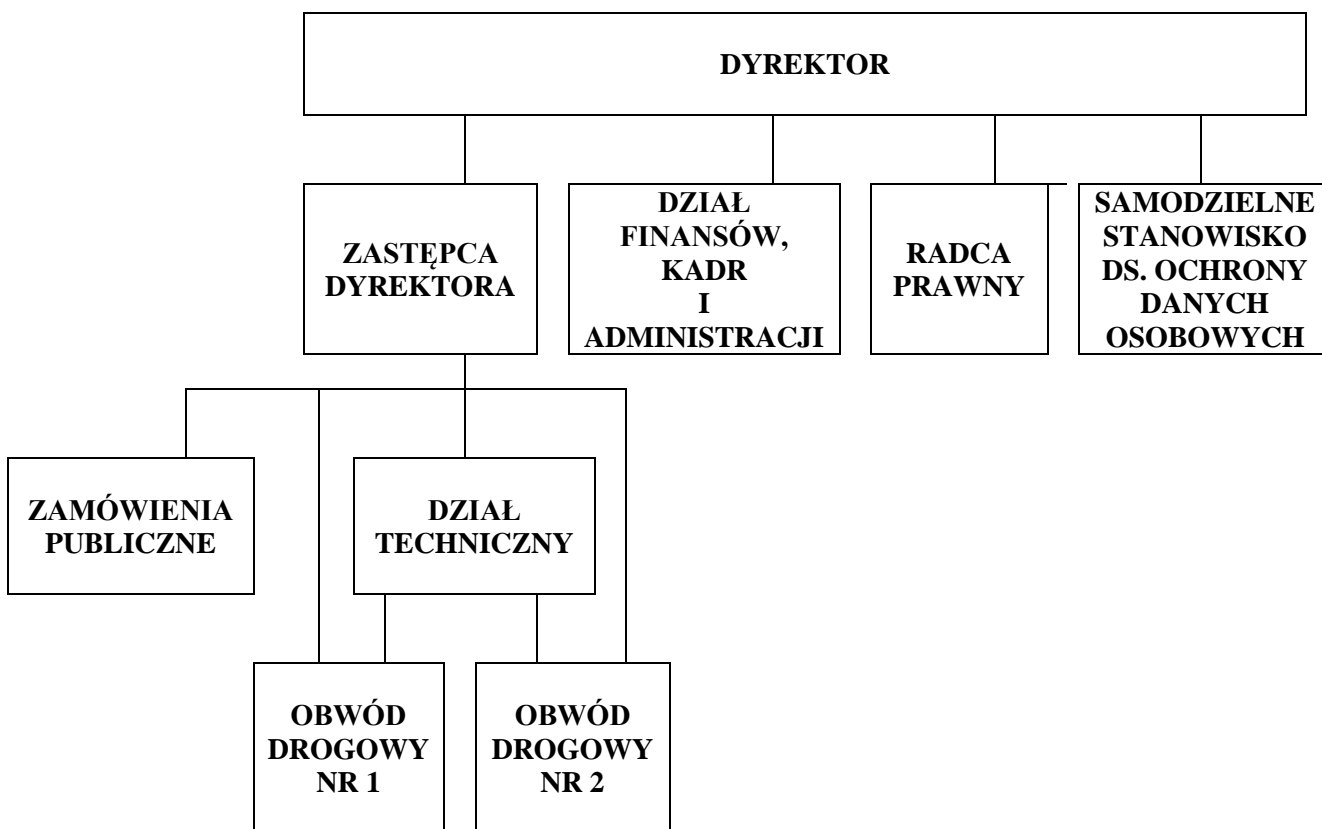 DYREKTOR
ZASTĘPCA
DYREKTORA
DZIAŁ
FINANSÓW,
KADR
I
ADMINISTRACJI
RADCA
PRAWNY
SAMODZIELNE
STANOWISKO
DS. OCHRONY
DANYCH
OSOBOWYCH
ZAMÓWIENIA
PUBLICZNE
DZIAŁ
TECHNICZNY
OBWÓD
DROGOWY
NR 1
OBWÓD
DROGOWY
NR 2